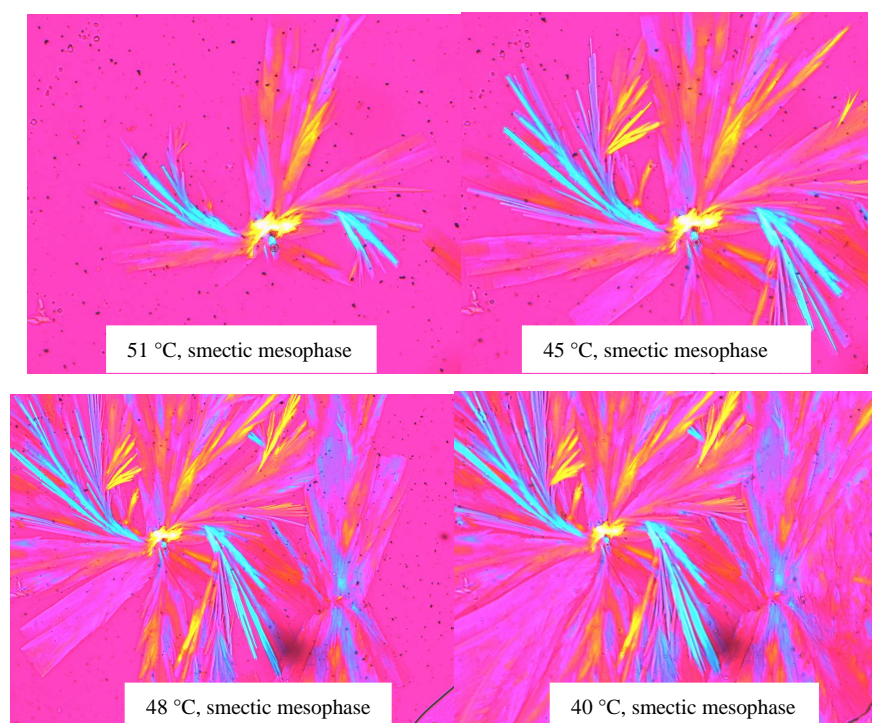 51 °C, smectic mesophase
45 °C, smectic mesophase
48 °C, smectic mesophase
40 °C, smectic mesophase